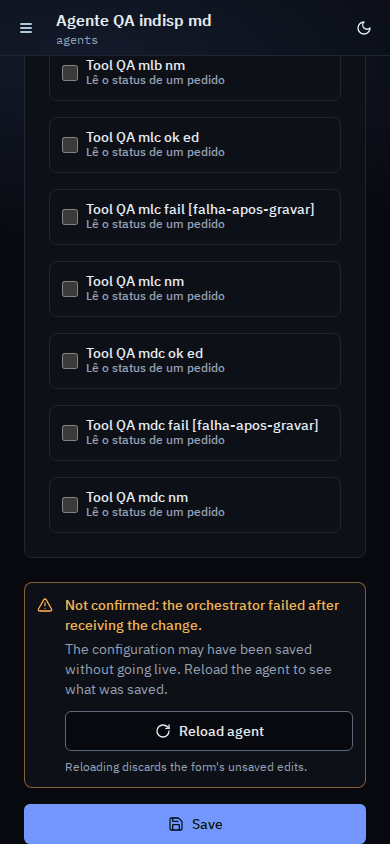 Agente QA indisp md
agents
Tool QA mlb nm
Lê o status de um pedido
Tool QA mlc ok ed
Lê o status de um pedido
Tool QA mlc fail [falha-apos-gravar]
Lê o status de um pedido
Tool QA mlc nm
Lê o status de um pedido
Tool QA mdc ok ed
Lê o status de um pedido
Tool QA mdc fail [falha-apos-gravar]
Lê o status de um pedido
Tool QA mdc nm
Lê o status de um pedido
Not confirmed: the orchestrator failed after
receiving the change.
The configuration may have been saved
without going live. Reload the agent to see
what was saved.
Reload agent
Reloading discards the form's unsaved edits.
Save